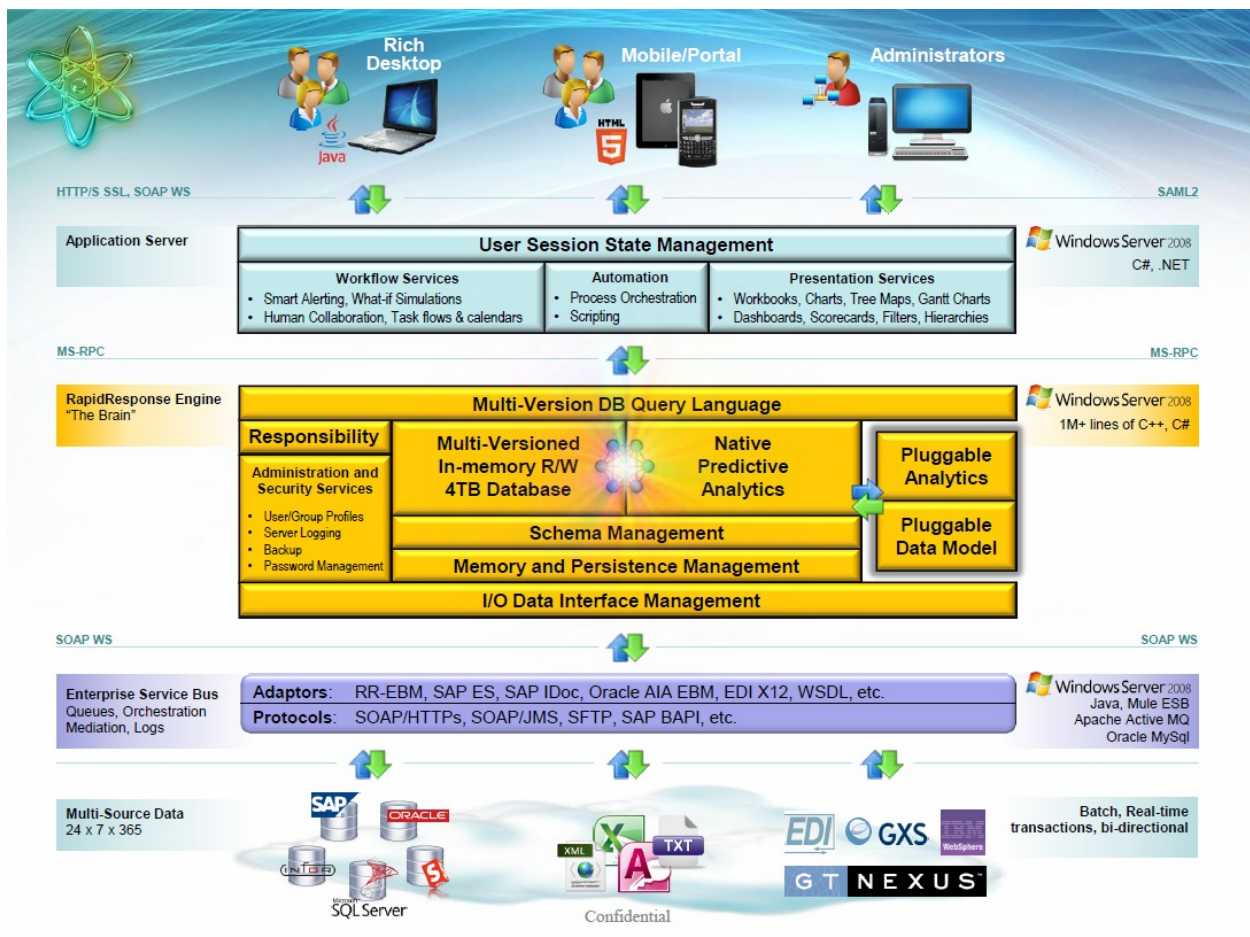 Rich
Desktop
Mobile/Portal
Administrators
Java
HTML
5
HTTP/S SSL, SOAP WS
SAML2
Application Server
User Session State Management
Workflow Services
• Smart Alerting, What-if Simulations
• Human Collaboration, Task flows & calendars
Automation
• Process Orchestration
• Scripting
Presentation Services
• Workbooks, Charts, Tree Maps, Gantt Charts
• Dashboards, Scorecards, Filters, Hierarchies
Windows Server 2008
C#, .NET
MS-RPC
MS-RPC
RapidResponse Engine
“The Brain”
Multi-Version DB Query Language
Responsibility
Administration and
Security Services
• User/Group Profiles
• Server Logging
• Backup
• Password Management
Multi-Versioned
In-memory R/W
4TB Database
Native
Predictive
Analytics
Schema Management
Memory and Persistence Management
I/O Data Interface Management
Pluggable
Analytics
Pluggable
Data Model
Windows Server 2008
1M+ lines of C++, C#
SOAP WS
SOAP WS
Enterprise Service Bus
Queues, Orchestration
Mediation, Logs
Adaptors: RR-EBM, SAP ES, SAP IDoc, Oracle AIA EBM, EDI X12, WSDL, etc.
Protocols: SOAP/HTTPs, SOAP/JMS, SFTP, SAP BAPI, etc.
Windows Server 2008
Java, Mule ESB
Apache Active MQ
Oracle MySql
Multi-Source Data
24 x 7 x 365
SAP
ORACLE
INFOR
Microsoft
SQL Server
XML
TXT
EDI
GXS
IBM
WebSphere
GT NEXUS
Batch, Real-time
transactions, bi-directional
Confidential